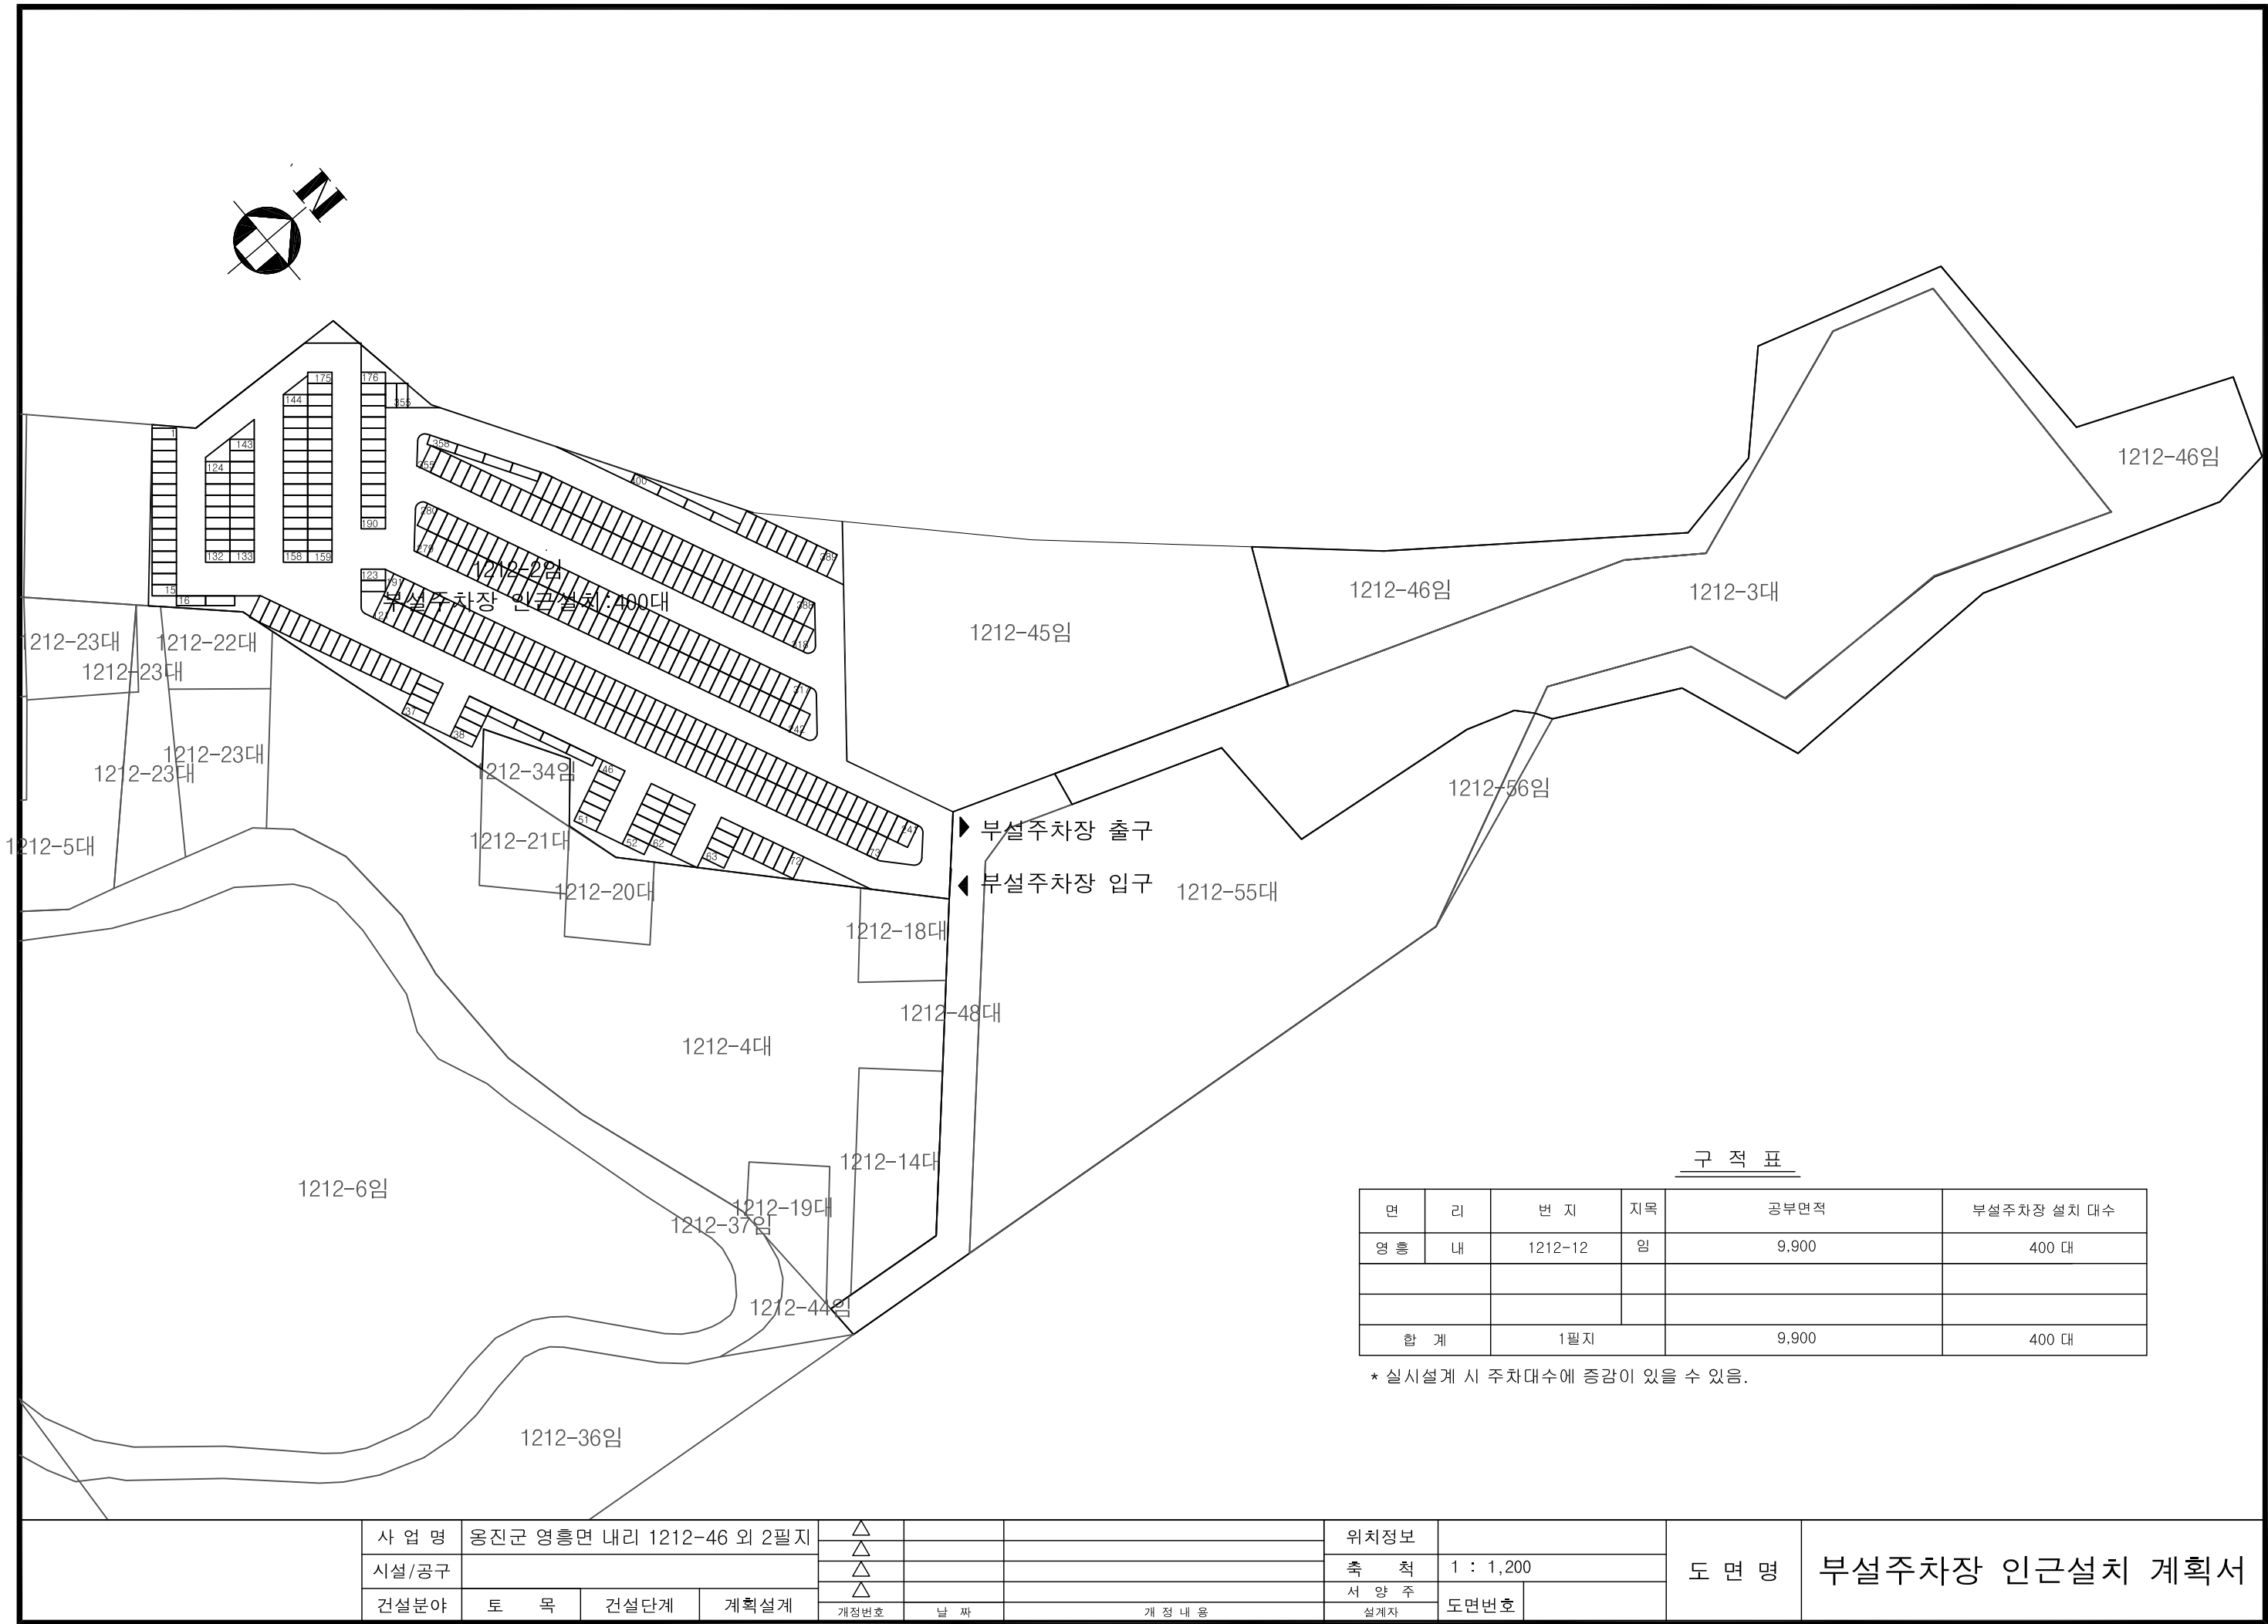 N
175
176
144
355
1
143
124
358
355
400
190
280
389
132
133
158
159
279
1212-2임
123
191
15
16
부설주차장 인근설치:400대
388
318
317
242
37
38
46
51
52
62
63
72
73
241
1212-46임
1212-46임
1212-3대
1212-45임
1212-23대
1212-22대
1212-23대
1212-23대
1212-23대
1212-34임
1212-56임
부설주차장 출구
1212-21대
1212-5대
부설주차장 입구
1212-55대
1212-20대
1212-18대
1212-48대
1212-4대
1212-14대
1212-6임
1212-19대
1212-37임
1212-44임
1212-36임
구 적 표
면 리 번 지 지목 공부면적 부설주차장 설치 대수
영 흥 내 1212-12 임 9,900 400 대
합 계 1필지 9,900 400 대
* 실시설계 시 주차대수에 증감이 있을 수 있음.
사 업 명 옹진군 영흥면 내리 1212-46 외 2필지
시설/공구
건설분야 토 목 건설단계 계획설계
개정번호 날 짜 개 정 내 용
위치정보
축 척 1 : 1,200
서 양 주
설계자 도면번호
도 면 명 부설주차장 인근설치 계획서